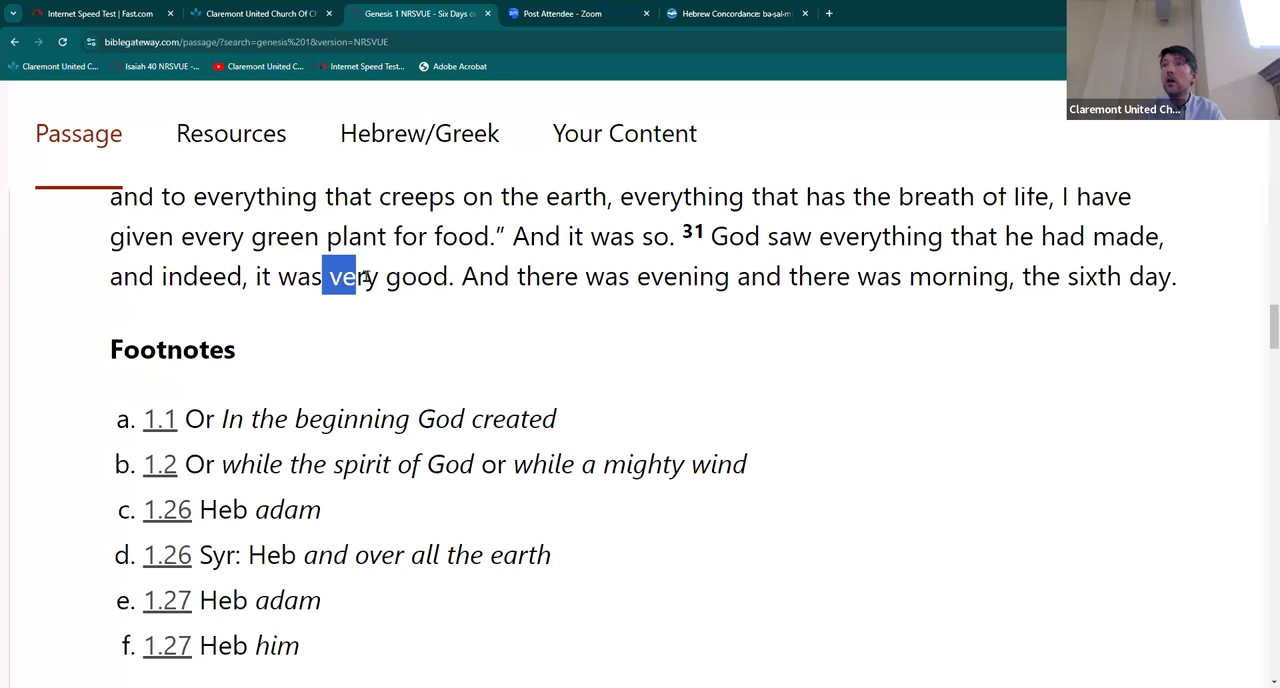 Internet Speed Test | Fast.com
Claremont United Church Of Ch
Genesis 1 NRSVUE - Six Days o
Post Attendee - Zoom
Hebrew Concordance: ba·ṣal·m
biblegateway.com/passage/?search=genesis%201&version=NRSVUE
Claremont United C...
Isaiah 40 NRSVUE -...
Claremont United C...
Internet Speed Test...
Adobe Acrobat
Claremont United Ch...
Passage
Resources
Hebrew/Greek
Your Content
and to everything that creeps on the earth, everything that has the breath of life, I have
given every green plant for food.” And it was so. 31 God saw everything that he had made,
and indeed, it was very good. And there was evening and there was morning, the sixth day.
Footnotes
a. 1.1 Or In the beginning God created
b. 1.2 Or while the spirit of God or while a mighty wind
c. 1.26 Heb adam
d. 1.26 Syr: Heb and over all the earth
e. 1.27 Heb adam
f. 1.27 Heb him